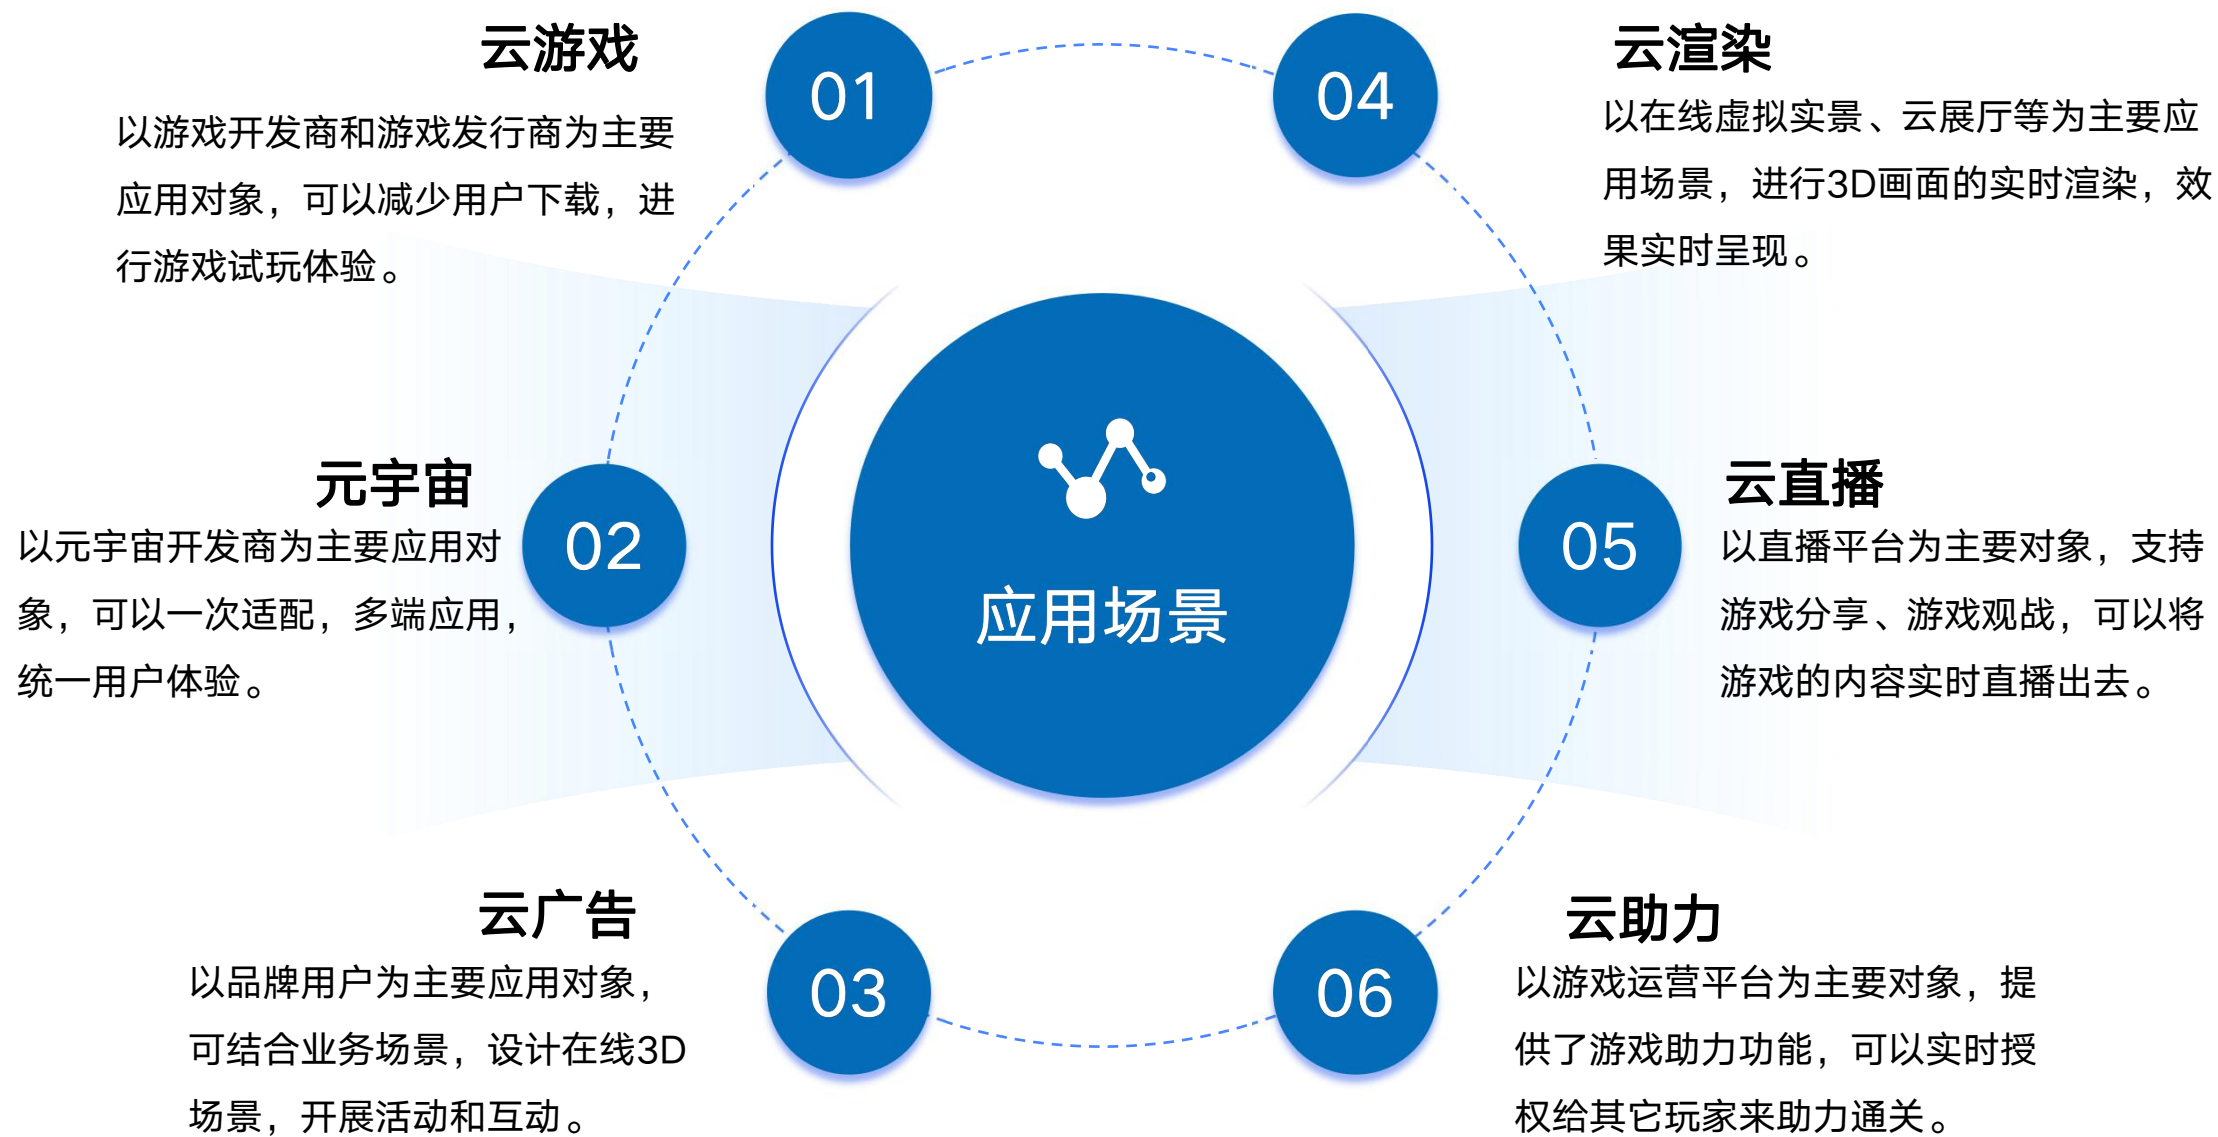 云游戏
01
以游戏开发商和游戏发行商为主要
应用对象，可以减少用户下载，进
行游戏试玩体验。
元宇宙
02
以元宇宙开发商为主要应用对
象，可以一次适配，多端应用，
统一用户体验。
云广告
03
以品牌用户为主要应用对象，
可结合业务场景，设计在线3D
场景，开展活动和互动。
应用场景
云渲染
04
以在线虚拟实景、云展厅等为主要应
用场景，进行3D画面的实时渲染，效
果实时呈现。
云直播
05
以直播平台为主要对象，支持
游戏分享、游戏观战，可以将
游戏的内容实时直播出去。
云助力
06
以游戏运营平台为主要对象，提
供了游戏助力功能，可以实时授
权给其它玩家来助力通关。